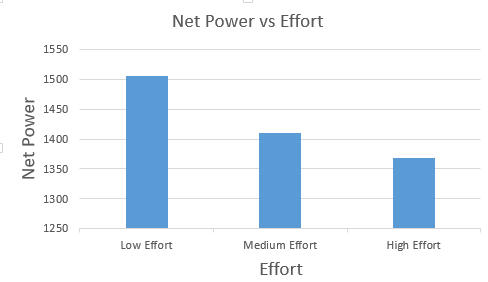 Net Power vs Effort
1550
1500
1450
1400
1350
1300
1250
Net Power
Low Effort
Medium Effort
High Effort
Effort